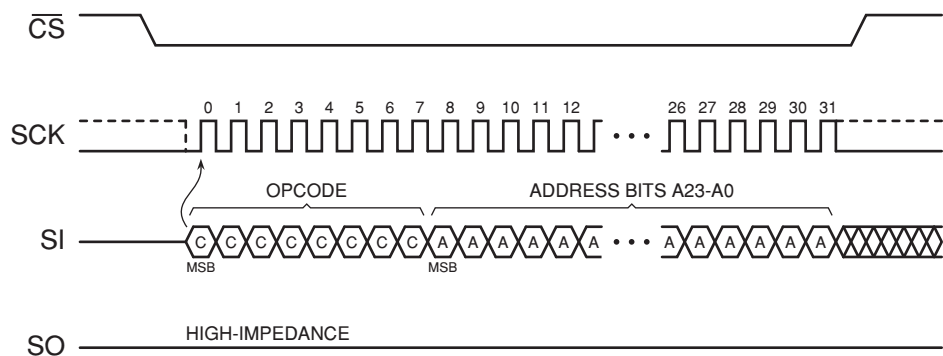 CS
0 1 2 3 4 5 6 7 8 9 10 11 12 26 27 28 29 30 31
SCK
OPCODE ADDRESS BITS A23-A0
SI C C C C C C C C A A A A A A A A A A A A
MSB MSB
HIGH-IMPEDANCE
SO